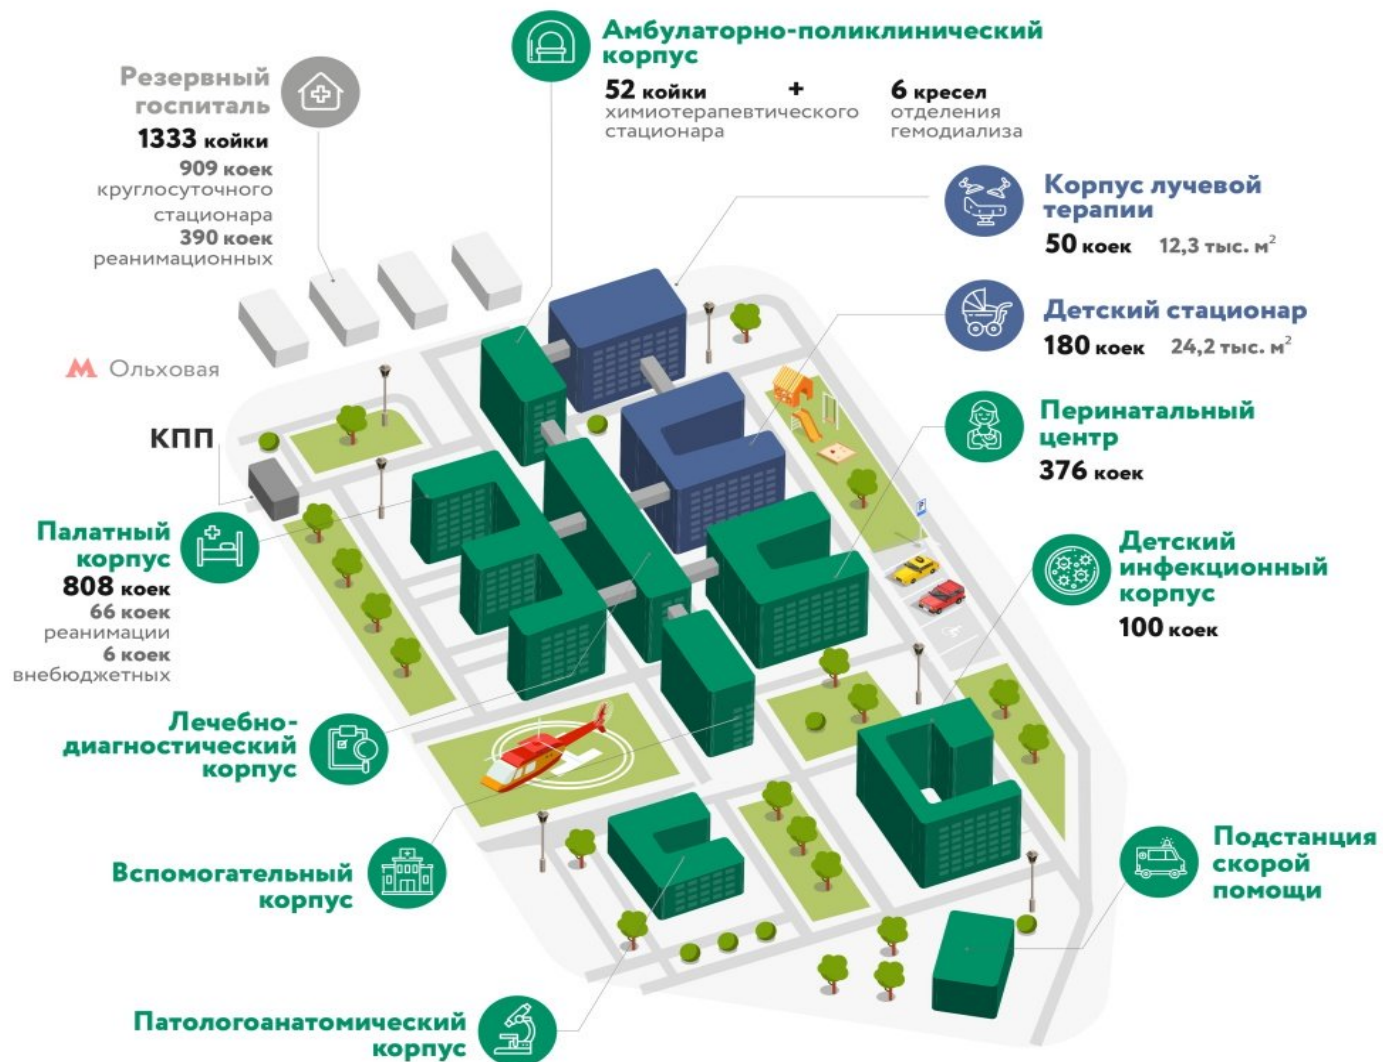 Амбулаторно-поликлинический
корпус
52 койки + 6 кресел
химиотерапевтического отделения
стационара гемодиализа
Резервный
госпиталь
1333 койки
909 коек
круглосуточного
стационара
390 коек
реанимационных
Корпус лучевой
терапии
50 коек 12,3 тыс. м²
Детский стационар
180 коек 24,2 тыс. м²
М Ольховая
КПП
Перинатальный
центр
376 коек
Палатный
корпус
808 коек
66 коек
реанимации
6 коек
внебюджетных
P
Детский
инфекционный
корпус
100 коек
Лечебно-
диагностический
корпус
Вспомогательный
корпус
Подстанция
скорой
помощи
Патологоанатомический
корпус